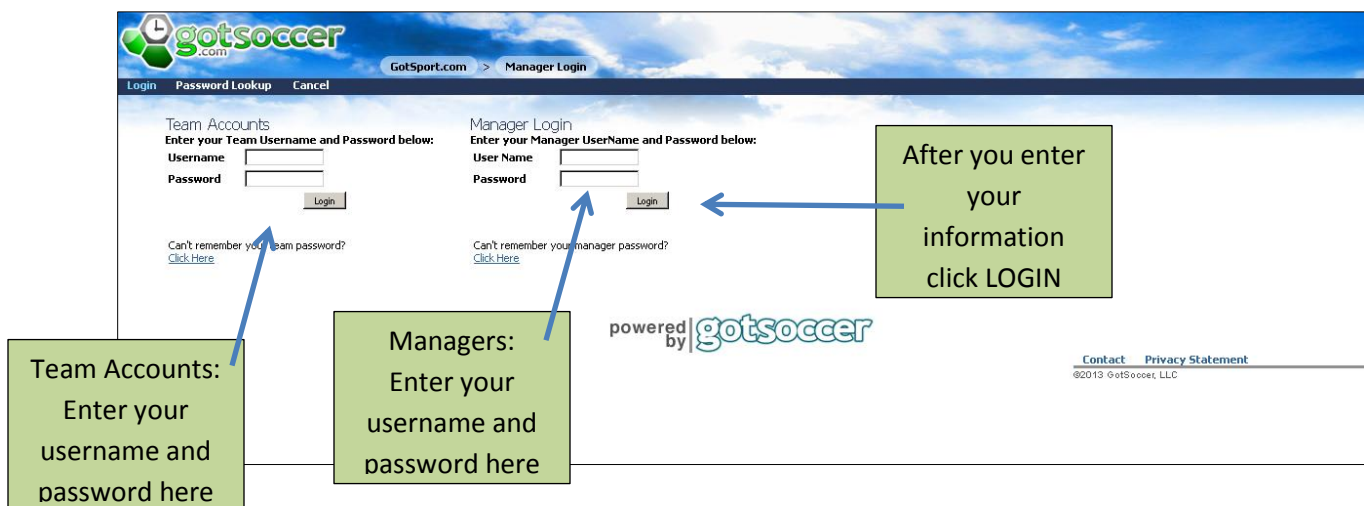 gotsoccer
.com
GotSport.com > Manager Login
Login Password Lookup Cancel
Team Accounts
Enter your Team Username and Password below:
Username
Password
Login
Can't remember your team password?
Click Here
Manager Login
Enter your Manager UserName and Password below:
User Name
Password
Login
Can't remember your manager password?
Click Here
After you enter
your
information
click LOGIN
Team Accounts:
Enter your
username and
password here
Managers:
Enter your
username and
password here
powered
by gotsoccer
Contact Privacy Statement
©2013 GotSoccer, LLC